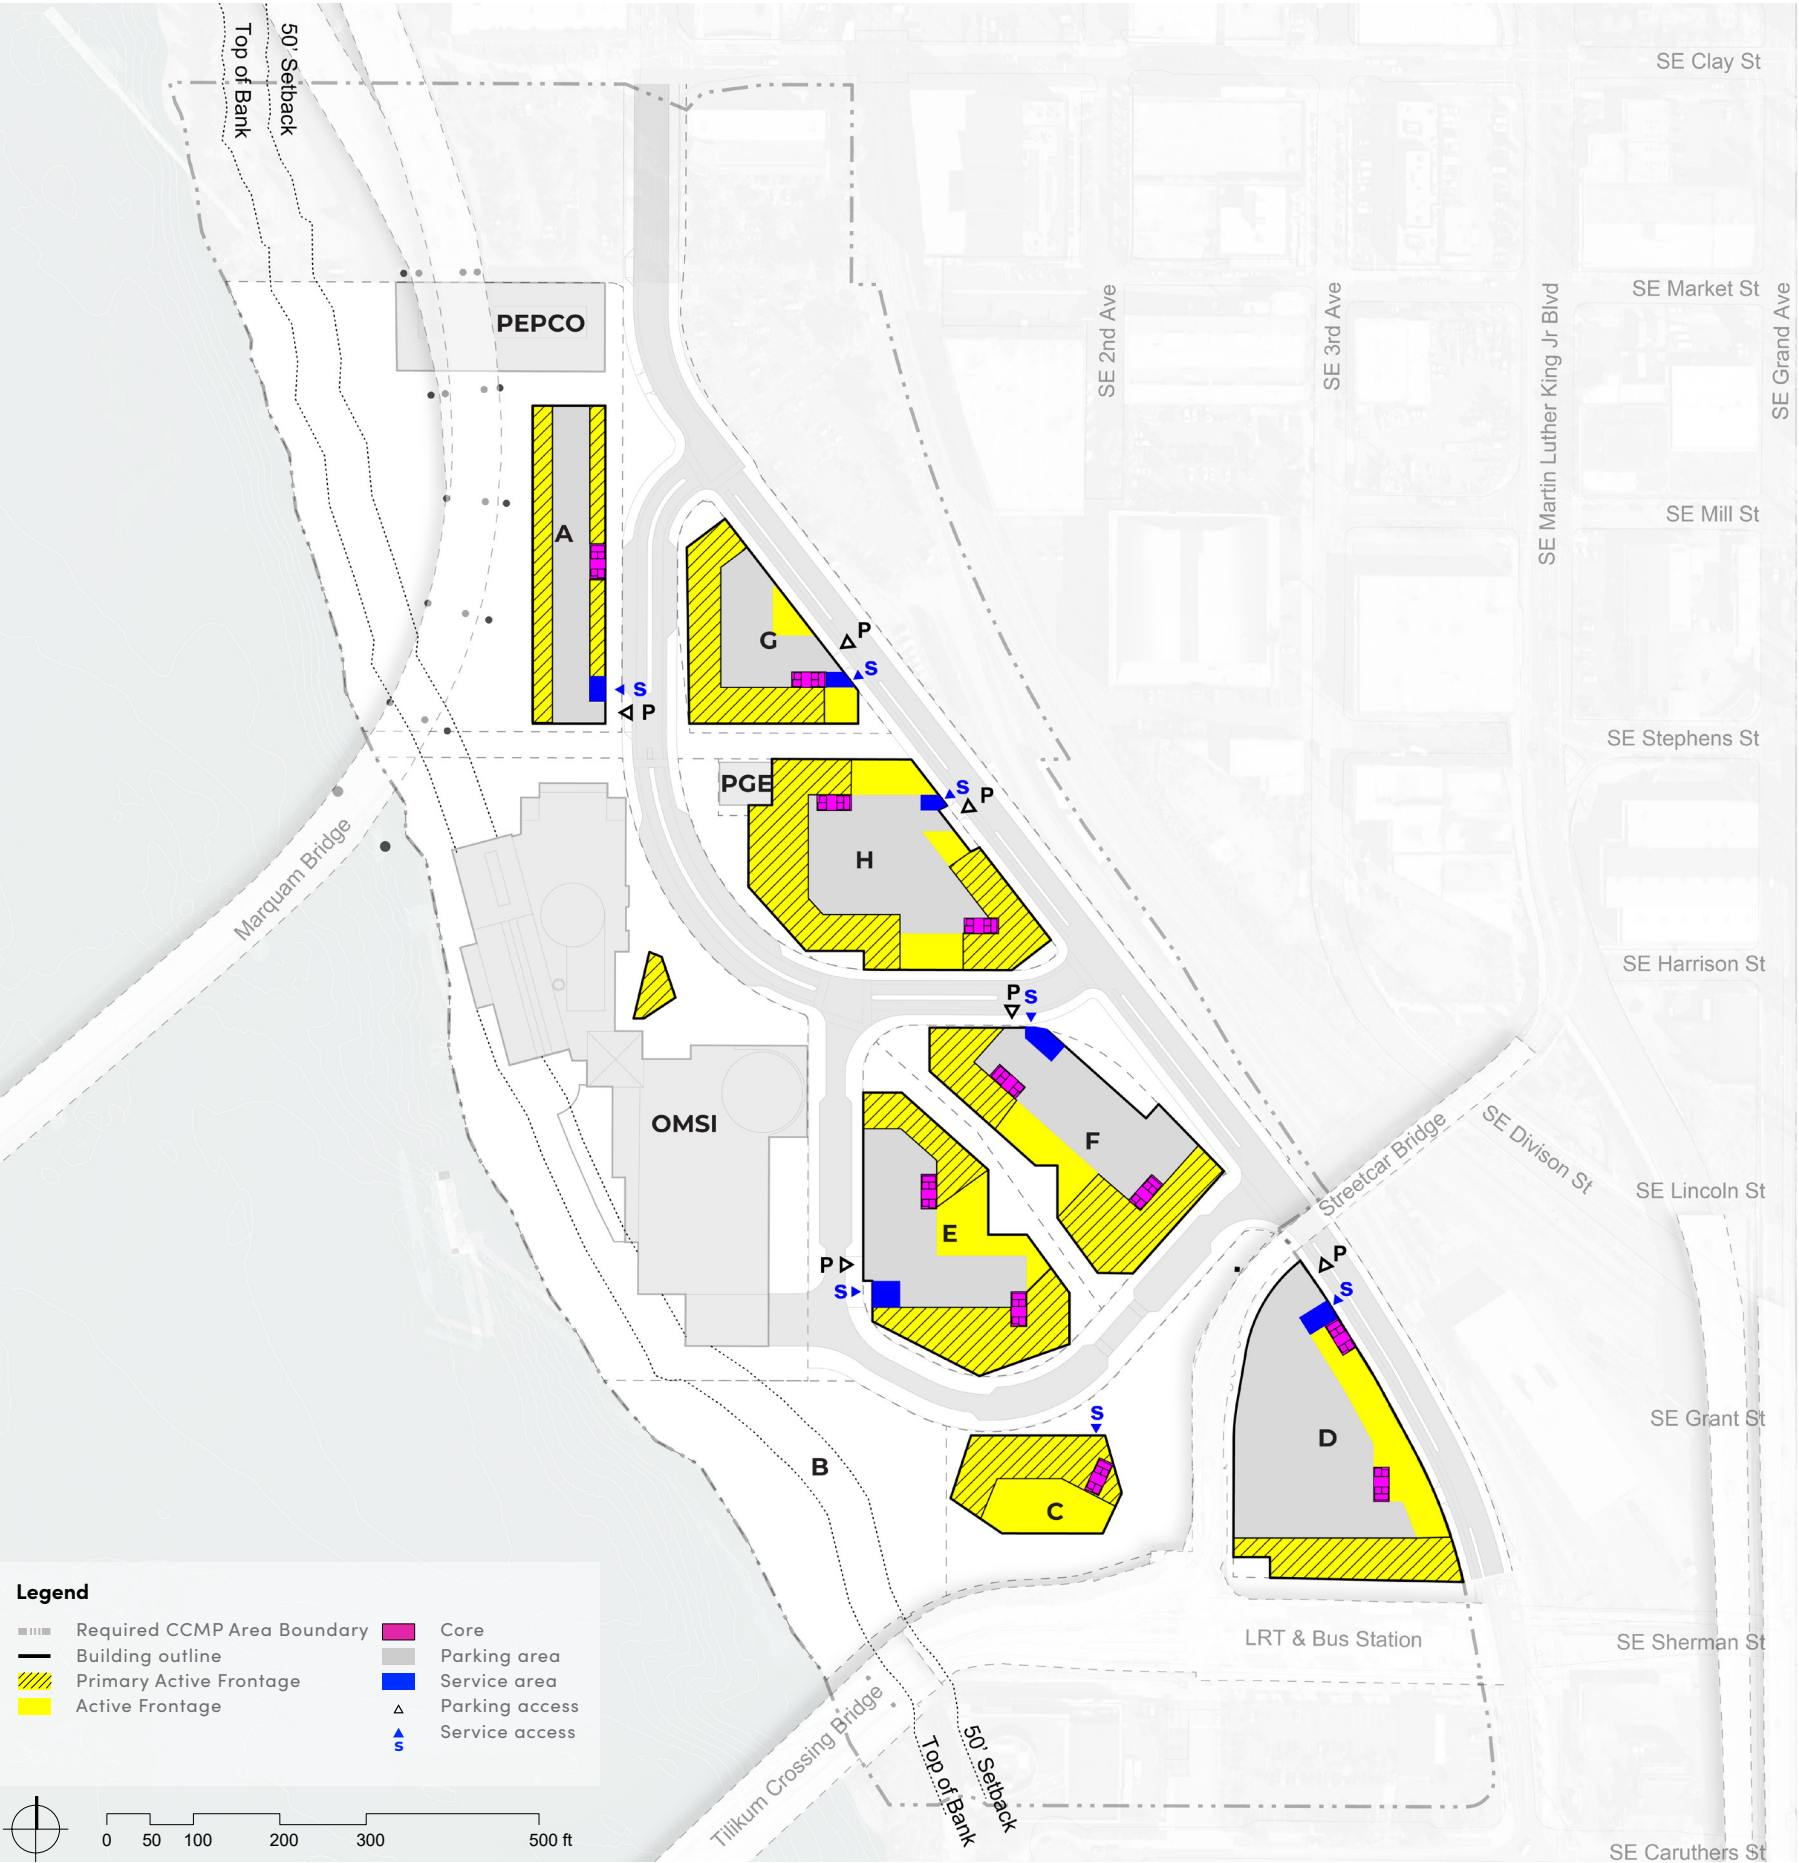 50' Setback
Top of Bank
SE Clay St
SE Market St
SE 2nd Ave
SE 3rd Ave
SE Martin Luther King Jr Blvd
SE Grand Ave
PEPCO
SE Mill St
A
G
P
S
S
P
SE Stephens St
PGE
S
P
H
Marquam Bridge
SE Harrison St
P S
OMSI
F
Streetcar Bridge
SE Divison St
SE Lincoln St
E
P
S
P
S
S
SE Grant St
D
B
C
Legend
Required CCMP Area Boundary
Building outline
Primary Active Frontage
Active Frontage
Core
Parking area
Service area
Parking access
Service access
S
LRT & Bus Station
SE Sherman St
Tilikum Crossing Bridge
50' Setback
Top of Bank
0 50 100 200 300 500 ft
SE Caruthers St